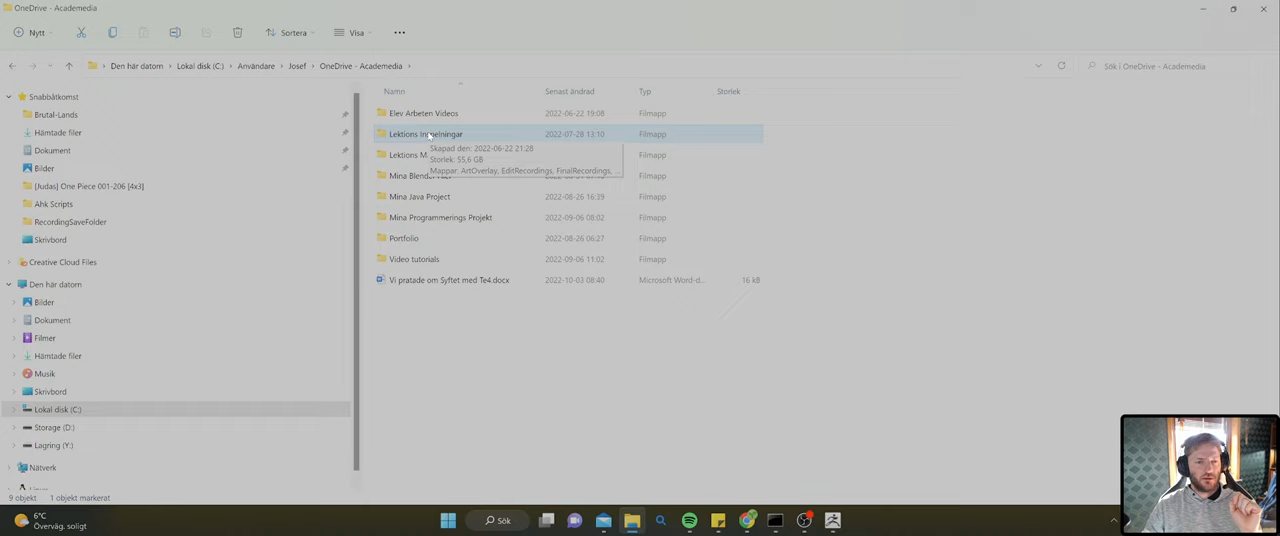 OneDrive - Academedia
Nytt
Sortera
Visa
Den här datorn > Lokal disk (C:) > Användare > Josef > OneDrive - Academedia >
Sök i OneDrive - Academedia
Snabbåtkomst
Brutal-Lands
Hämtade filer
Dokument
Bilder
[Judas] One Piece 001-206 [4x3]
Ahk Scripts
RecordingSaveFolder
Skrivbord
Creative Cloud Files
Den här datorn
Bilder
Dokument
Filmer
Hämtade filer
Musik
Skrivbord
Lokal disk (C:)
Storage (D:)
Lagring (Y:)
Nätverk
Namn Senast ändrad Typ Storlek
Elev Arbeten Videos 2022-06-22 19:08 Filmapp
Lektions 2022-07-28 13:10 Filmapp
Skapad den: 2022-06-22 21:28
Lektions Filmapp
Storlek: 55,6 GB
Mappar: ArtOverlay, EditRecordings, FinalRecordings, ...
Mina Filmapp
Mina Java Project 2022-08-26 16:39 Filmapp
Mina Programmerings Projekt 2022-09-06 08:02 Filmapp
Portfolio 2022-08-26 06:27 Filmapp
Video tutorials 2022-09-06 11:02 Filmapp
Vi pratade om Syftet med Te4.docx 2022-10-03 08:40 Microsoft Word-d... 16 kB
9 objekt 1 objekt markerat
6°C
Överväg. soligt
Sök